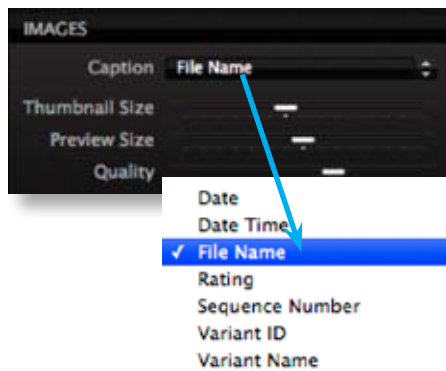 IMAGES
Caption File Name
Thumbnail Size
Preview Size
Quality
Date
Date Time
✓ File Name
Rating
Sequence Number
Variant ID
Variant Name